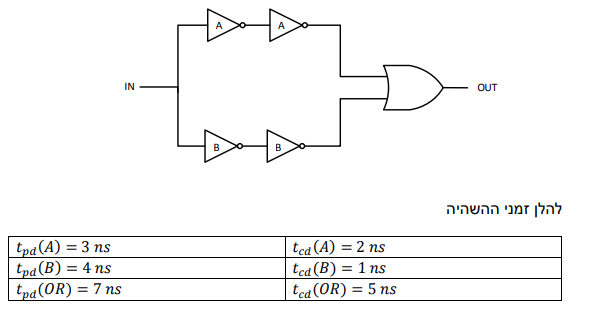 A A
IN OUT
B B
להלן זמני ההשהיה
t_pd(A) = 3 ns t_cd(A) = 2 ns
t_pd(B) = 4 ns t_cd(B) = 1 ns
t_pd(OR) = 7 ns t_cd(OR) = 5 ns